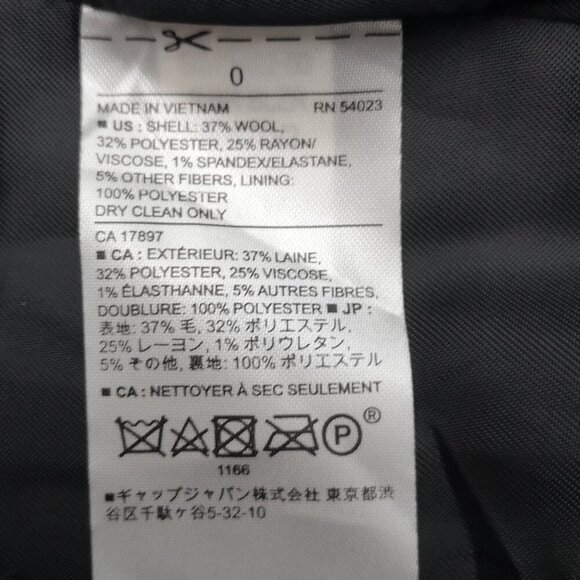 0
MADE IN VIETNAM RN 54023
■ US : SHELL: 37% WOOL,
32% POLYESTER, 25% RAYON/
VISCOSE, 1% SPANDEX/ELASTANE,
5% OTHER FIBERS, LINING:
100% POLYESTER
DRY CLEAN ONLY
CA 17897
■ CA : EXTÉRIEUR: 37% LAINE,
32% POLYESTER, 25% VISCOSE,
1% ÉLASTHANNE, 5% AUTRES FIBRES,
DOUBLURE: 100% POLYESTER ■ JP :
表地: 37% 毛, 32% ポリエステル,
25% レーヨン, 1% ポリウレタン,
5% その他, 裏地: 100% ポリエステル
■ CA : NETTOYER À SEC SEULEMENT
P ®
1166
■ギャップジャパン株式会社 東京都渋
谷区千駄ケ谷5-32-10